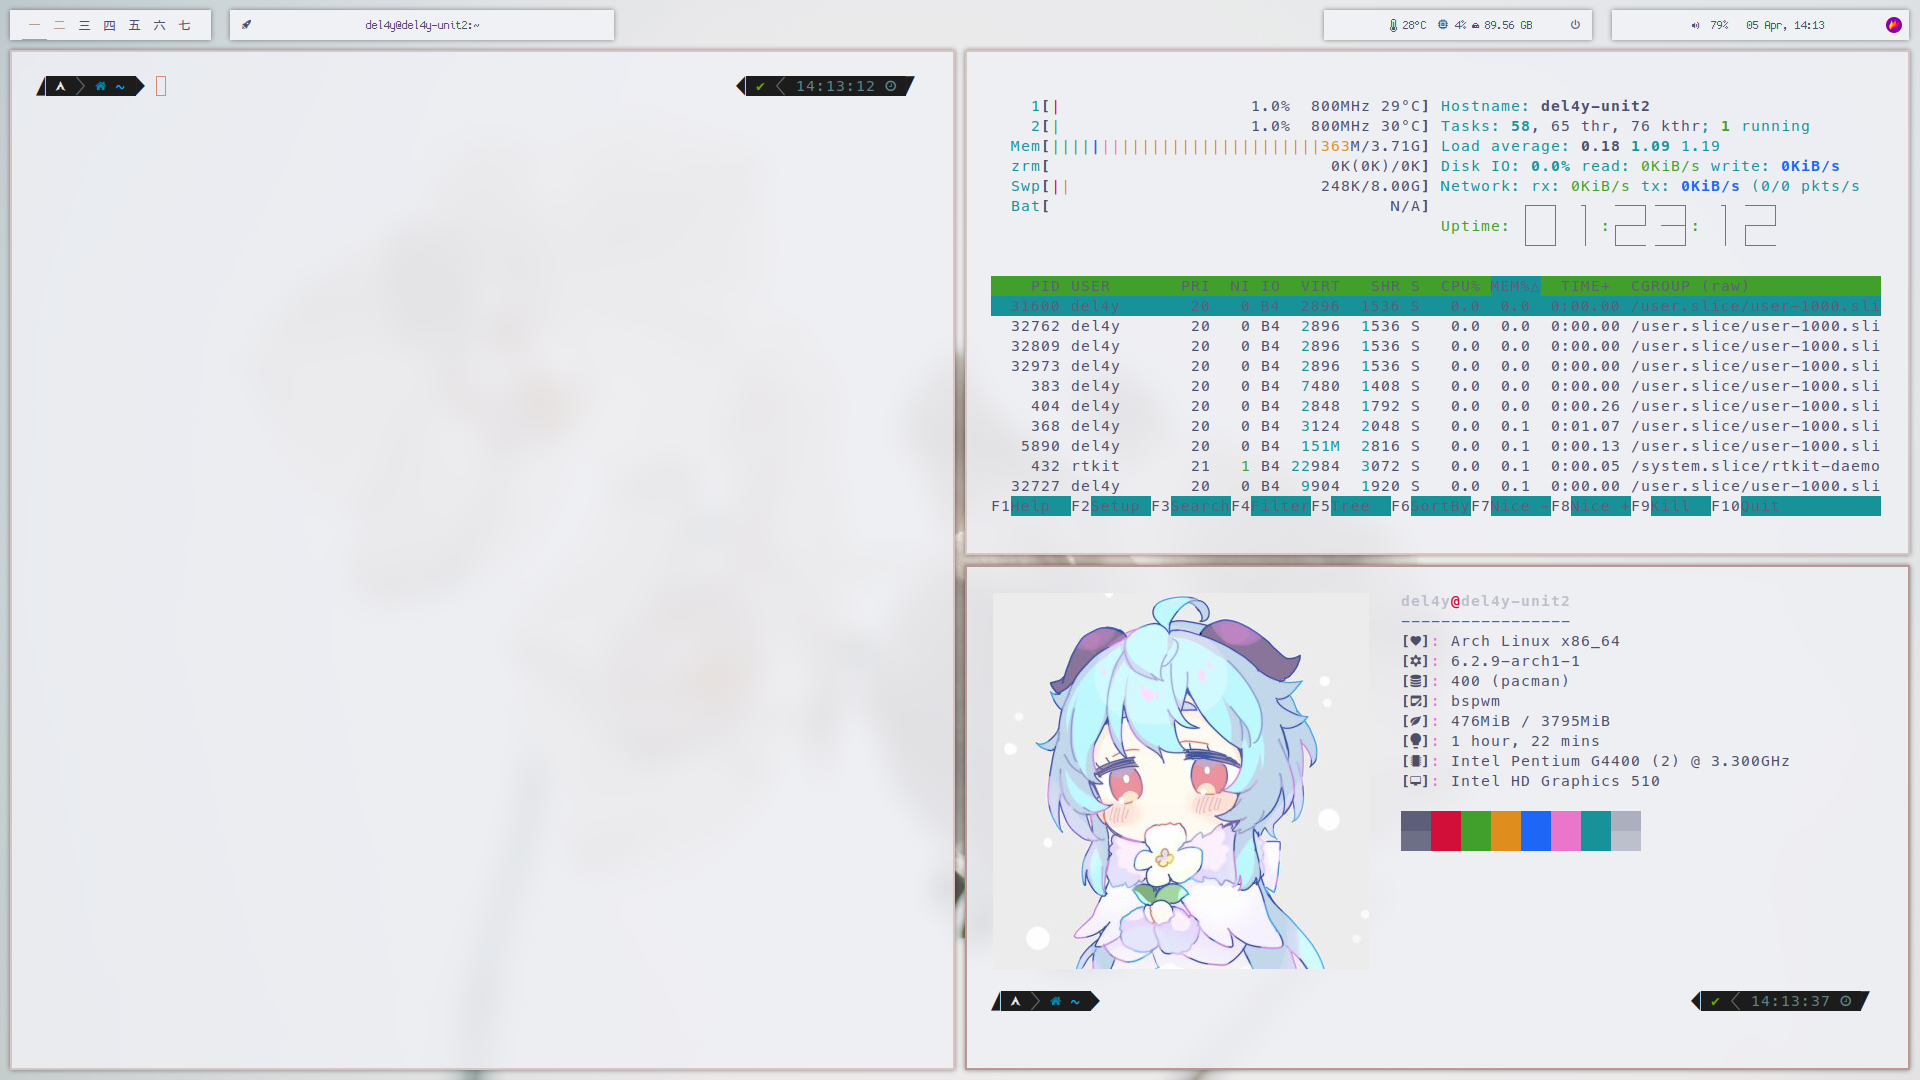 一 二 三 四 五 六 七
del4y@del4y-unit2:~
28°C 4% 89.56 GB
79% 05 Apr, 14:13
~
✔ 14:13:12
1[| 1.0% 800MHz 29°C] Hostname: del4y-unit2
2[| 1.0% 800MHz 30°C] Tasks: 58, 65 thr, 76 kthr; 1 running
Mem[|||||||||||||||||||||||||||363M/3.71G] Load average: 0.18 1.09 1.19
zrm[ 0K(0K)/0K] Disk IO: 0.0% read: 0KiB/s write: 0KiB/s
Swp[|| 248K/8.00G] Network: rx: 0KiB/s tx: 0KiB/s (0/0 pkts/s
Bat[ N/A]
Uptime: 01:23:12
PID USER PRI NI IO VIRT SHR S CPU% MEM%△ TIME+ CGROUP (raw)
31600 del4y 20 0 B4 2896 1536 S 0.0 0.0 0:00.00 /user.slice/user-1000.sli
32762 del4y 20 0 B4 2896 1536 S 0.0 0.0 0:00.00 /user.slice/user-1000.sli
32809 del4y 20 0 B4 2896 1536 S 0.0 0.0 0:00.00 /user.slice/user-1000.sli
32973 del4y 20 0 B4 2896 1536 S 0.0 0.0 0:00.00 /user.slice/user-1000.sli
383 del4y 20 0 B4 7480 1408 S 0.0 0.0 0:00.00 /user.slice/user-1000.sli
404 del4y 20 0 B4 2848 1792 S 0.0 0.0 0:00.26 /user.slice/user-1000.sli
368 del4y 20 0 B4 3124 2048 S 0.0 0.1 0:01.07 /user.slice/user-1000.sli
5890 del4y 20 0 B4 151M 2816 S 0.0 0.1 0:00.13 /user.slice/user-1000.sli
432 rtkit 21 1 B4 22984 3072 S 0.0 0.1 0:00.05 /system.slice/rtkit-daemo
32727 del4y 20 0 B4 9904 1920 S 0.0 0.1 0:00.00 /user.slice/user-1000.sli
F1Help F2Setup F3SearchF4FilterF5Tree F6SortByF7Nice -F8Nice +F9Kill F10Quit
del4y@del4y-unit2
-----------------
[♥]: Arch Linux x86_64
[]: 6.2.9-arch1-1
[]: 400 (pacman)
[]: bspwm
[]: 476MiB / 3795MiB
[]: 1 hour, 22 mins
[]: Intel Pentium G4400 (2) @ 3.300GHz
[]: Intel HD Graphics 510
~
✔ 14:13:37